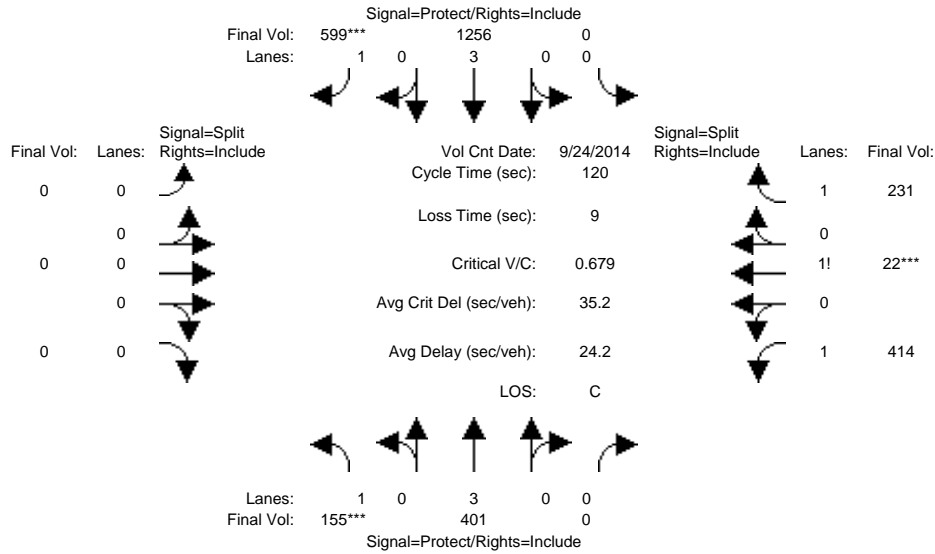 Signal=Protect/Rights=Include
Final Vol: 599*** 1256 0
Lanes: 1 0 3 0 0
Signal=Split Signal=Split
Final Vol: Lanes: Rights=Include Vol Cnt Date: 9/24/2014 Rights=Include Lanes: Final Vol:
Cycle Time (sec): 120
0 0 1 231
Loss Time (sec): 9
0 0
0 0 Critical V/C: 0.679 1! 22***
0 Avg Crit Del (sec/veh): 35.2 0
0 0 Avg Delay (sec/veh): 24.2 1 414
LOS: C
Lanes: 1 0 3 0 0
Final Vol: 155*** 401 0
Signal=Protect/Rights=Include